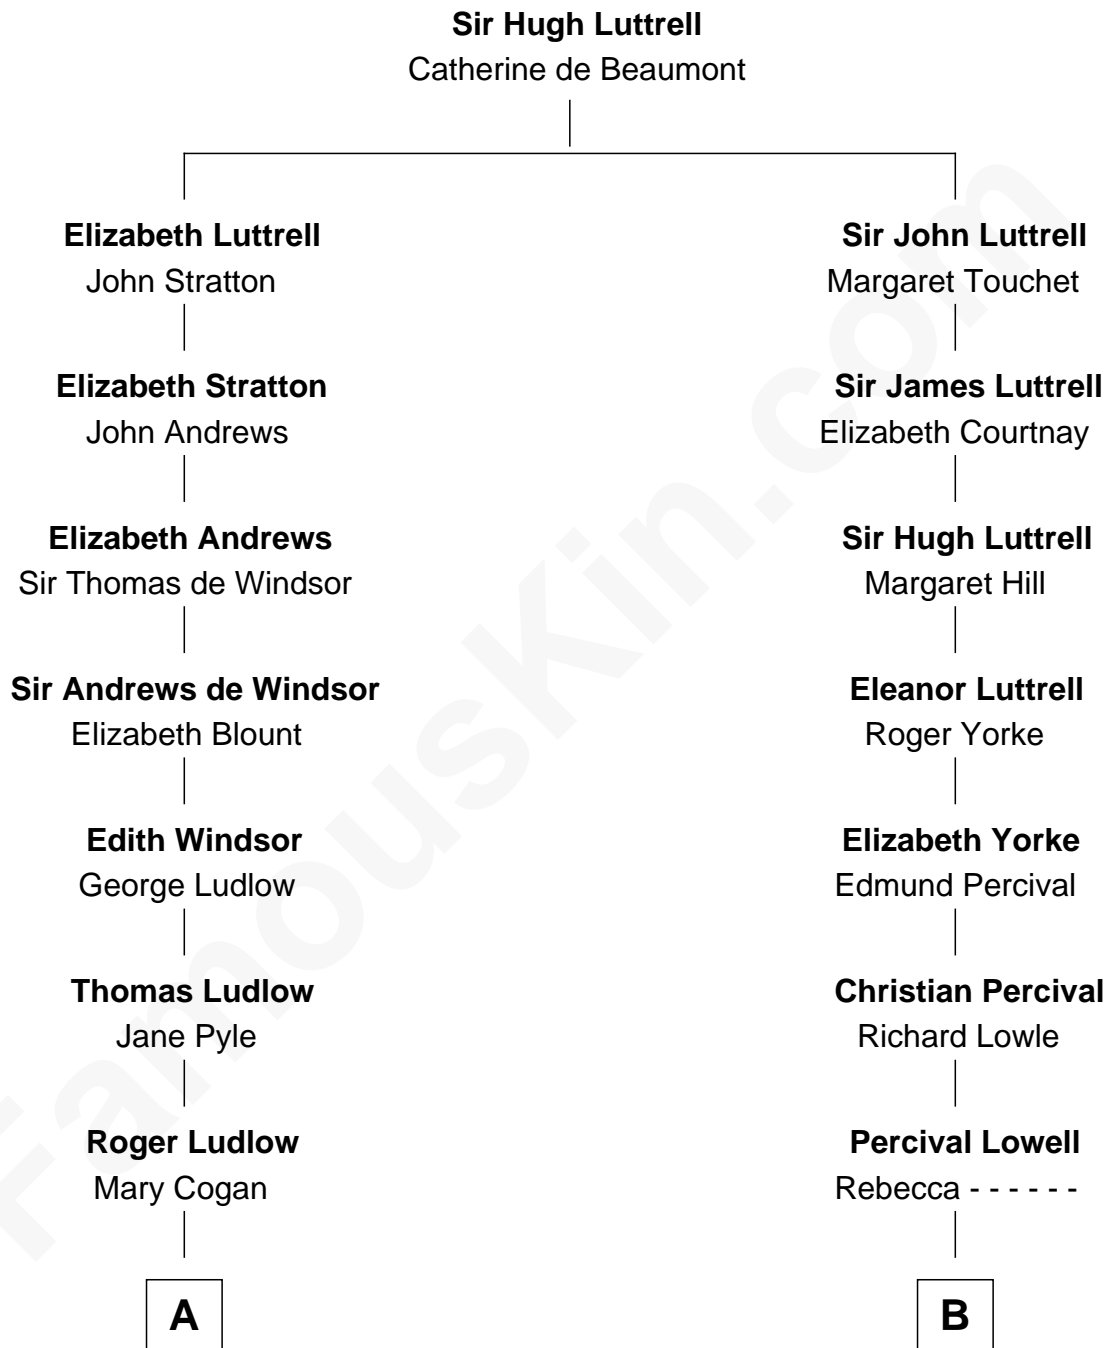 Sir Hugh Luttrell
Catherine de Beaumont
Elizabeth Luttrell
John Stratton
Sir John Luttrell
Margaret Touchet
Elizabeth Stratton
John Andrews
Sir James Luttrell
Elizabeth Courtnay
Elizabeth Andrews
Sir Thomas de Windsor
Sir Hugh Luttrell
Margaret Hill
Sir Andrews de Windsor
Elizabeth Blount
Eleanor Luttrell
Roger Yorke
Edith Windsor
George Ludlow
Elizabeth Yorke
Edmund Percival
Thomas Ludlow
Jane Pyle
Christian Percival
Richard Lowle
Roger Ludlow
Mary Cogan
Percival Lowell
Rebecca - - - - - -
A
B
FamousKin.com